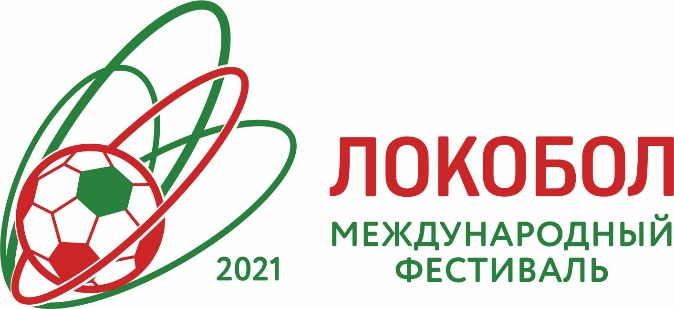 2021
ЛОКОБОЛ
МЕЖДУНАРОДНЫЙ
ФЕСТИВАЛЬ